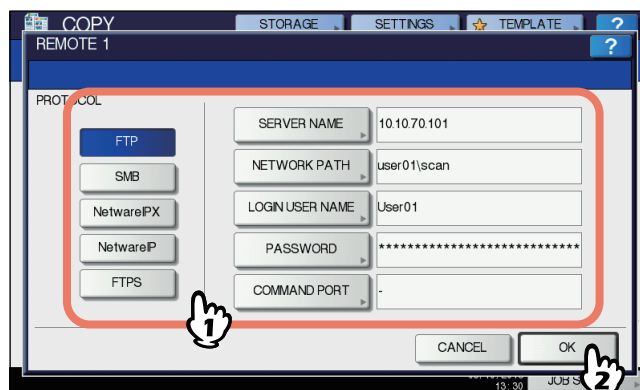 COPY STORAGE SETTINGS TEMPLATE ?
REMOTE 1 ?
PROTOCOL
FTP
SMB
NetwareIPX
NetwareIP
FTPS
SERVER NAME 10.10.70.101
NETWORK PATH user01\scan
LOGIN USER NAME User01
PASSWORD ****************************
COMMAND PORT -
1
CANCEL OK
2
13:30 JOB S